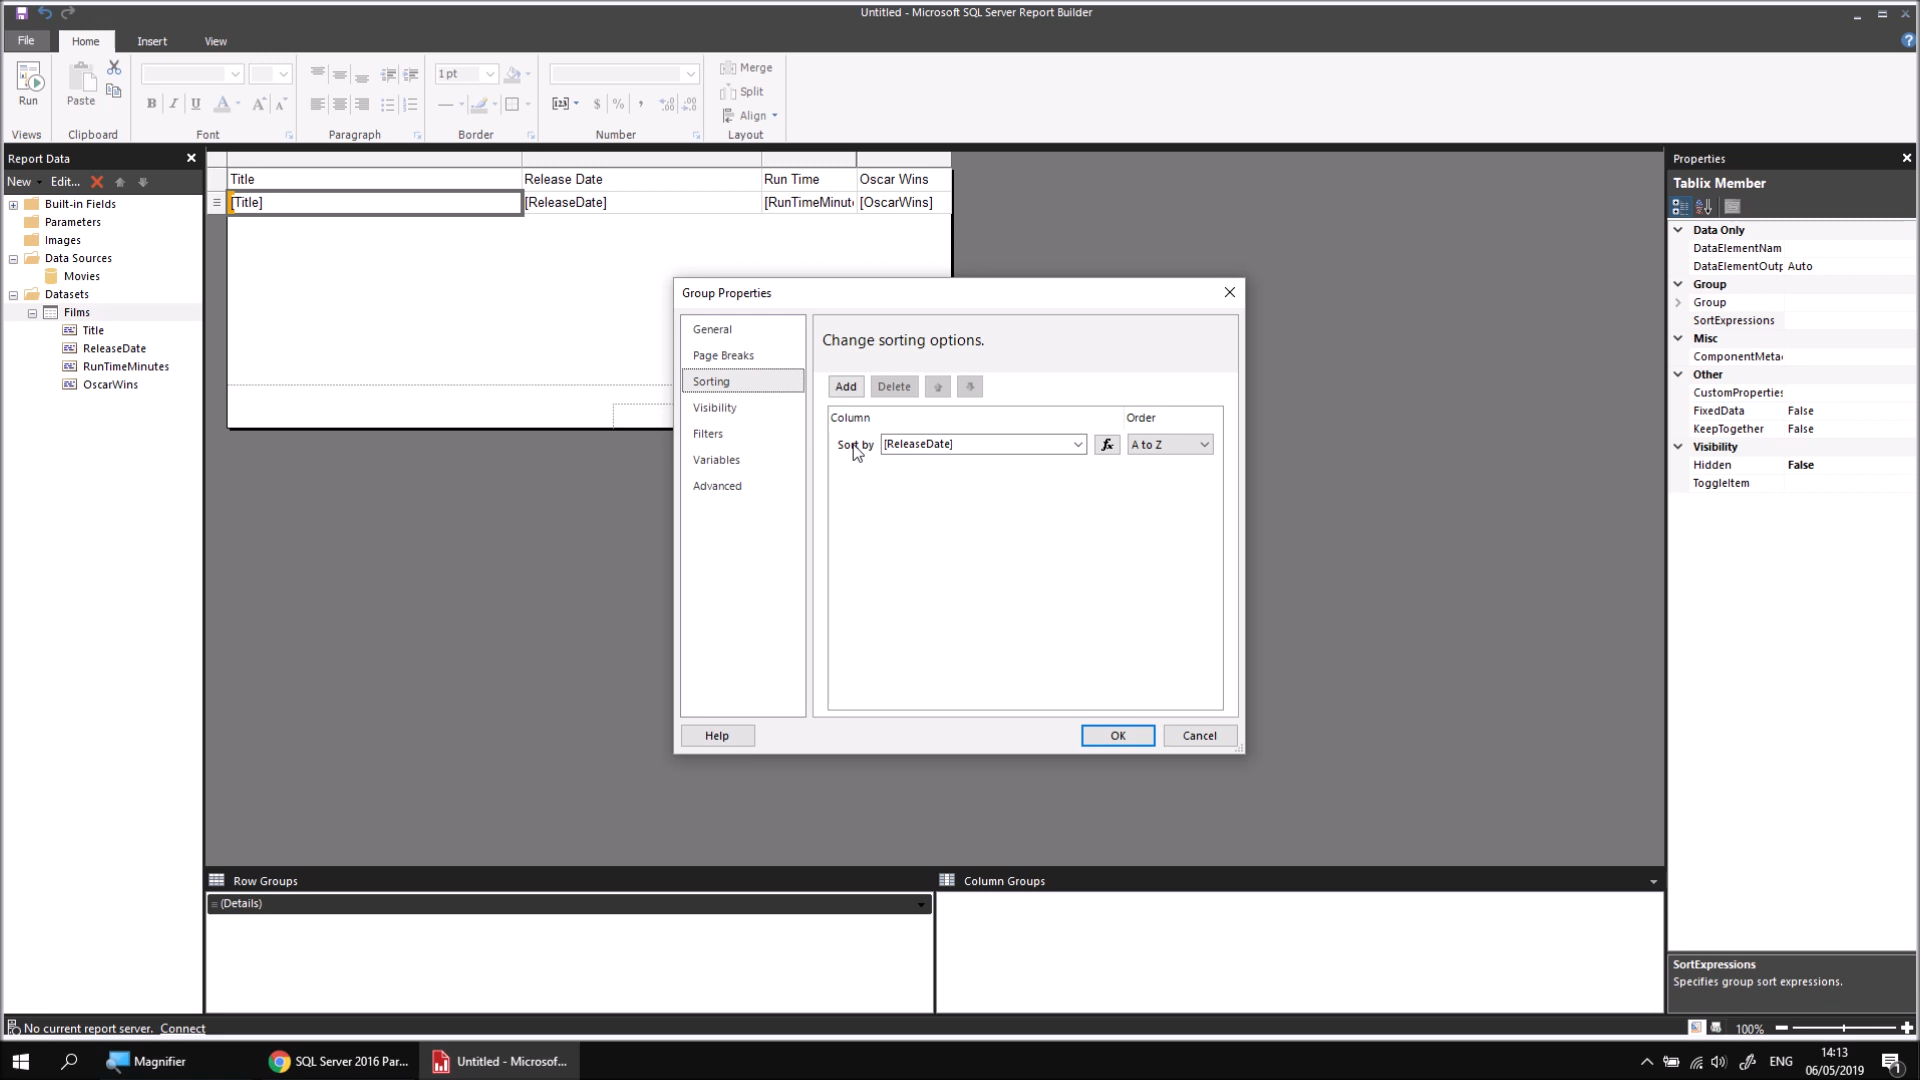 Untitled - Microsoft SQL Server Report Builder
File
Home
Insert
View
Run
Paste
1pt
Merge
Split
Align
Views
Clipboard
Font
Paragraph
Border
Number
Layout
Report Data
New
Edit...
Built-in Fields
Parameters
Images
Data Sources
Movies
Datasets
Films
Title
ReleaseDate
RunTimeMinutes
OscarWins
Title Release Date Run Time Oscar Wins
[Title] [ReleaseDate] [RunTimeMinut [OscarWins]
Group Properties
General
Page Breaks
Sorting
Visibility
Filters
Variables
Advanced
Change sorting options.
Add
Delete
Column Order
Sort by [ReleaseDate] fx A to Z
Help
OK
Cancel
Row Groups
(Details)
Column Groups
Properties
Tablix Member
Data Only
DataElementNam
DataElementOutp Auto
Group
Group
SortExpressions
Misc
ComponentMeta
Other
CustomProperties
FixedData False
KeepTogether False
Visibility
Hidden False
ToggleItem
SortExpressions
Specifies group sort expressions.
No current report server. Connect
100%
Magnifier
SQL Server 2016 Par...
Untitled - Microsof...
ENG
14:13
06/05/2019
1